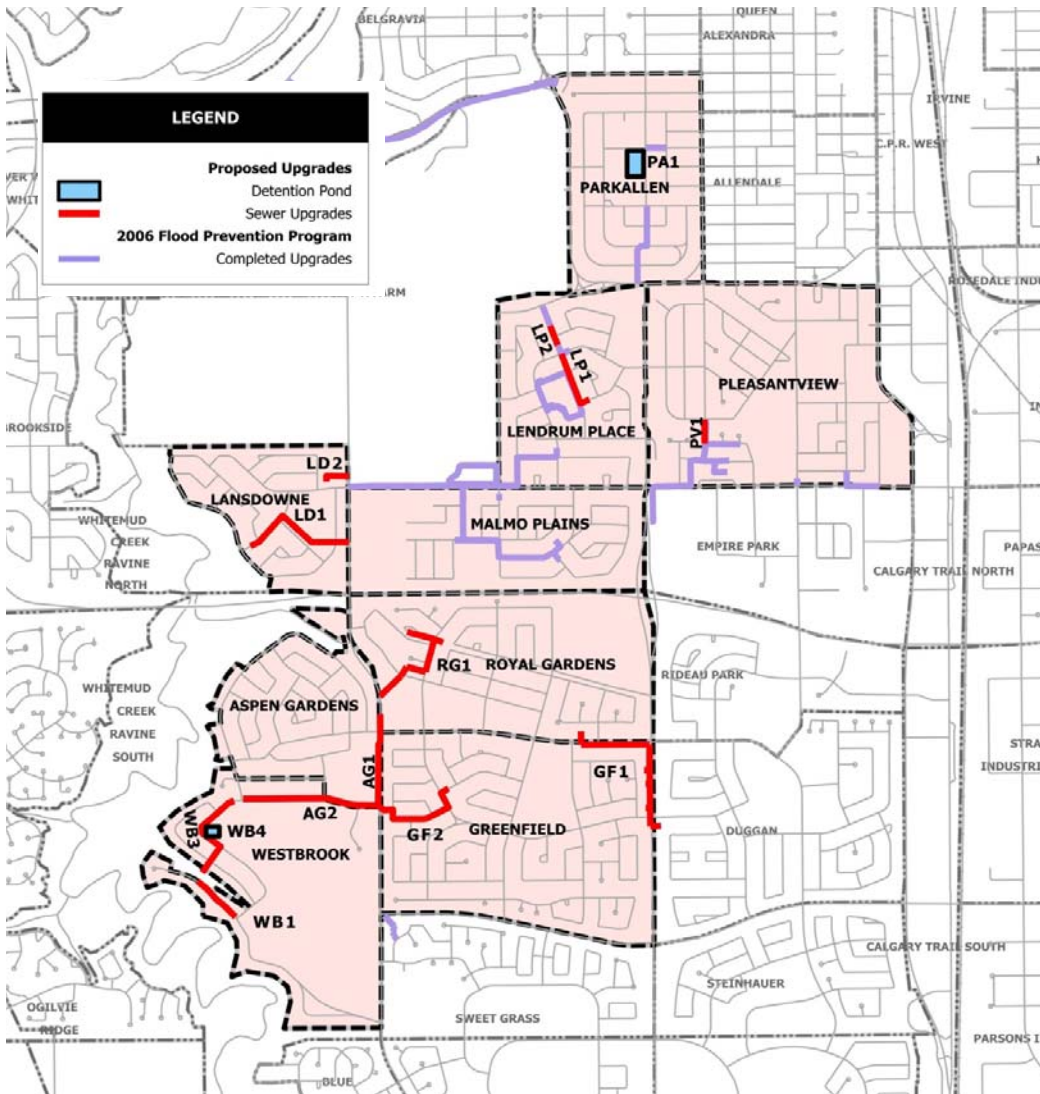 BELGRAVIA
QUEEN
ALEXANDRA
LEGEND
Proposed Upgrades
Detention Pond
Sewer Upgrades
2006 Flood Prevention Program
Completed Upgrades
IRVINE
C.P.R. WEST
PA1
PARKALLEN
ALLENDALE
ARM
ROSEDALE INDU
LP2
LP1
PLEASANTVIEW
PV1
LENDRUM PLACE
ROOKSIDE
LD2
LANSDOWNE
LD1
MALMO PLAINS
WHITEMUD
CREEK
RAVINE
NORTH
EMPIRE PARK
PAPAS
CALGARY TRAIL NORTH
RG1
ROYAL GARDENS
RIDEAU PARK
WHITEMUD
CREEK
RAVINE
SOUTH
ASPEN GARDENS
AG1
GF1
STRA
INDUSTRI
AG2
GF2
GREENFIELD
DUGGAN
WB3
WB4
WESTBROOK
WB1
CALGARY TRAIL SOUTH
STEINHAUER
OGILVIE
RIDGE
SWEET GRASS
PARSONS I
BLUE